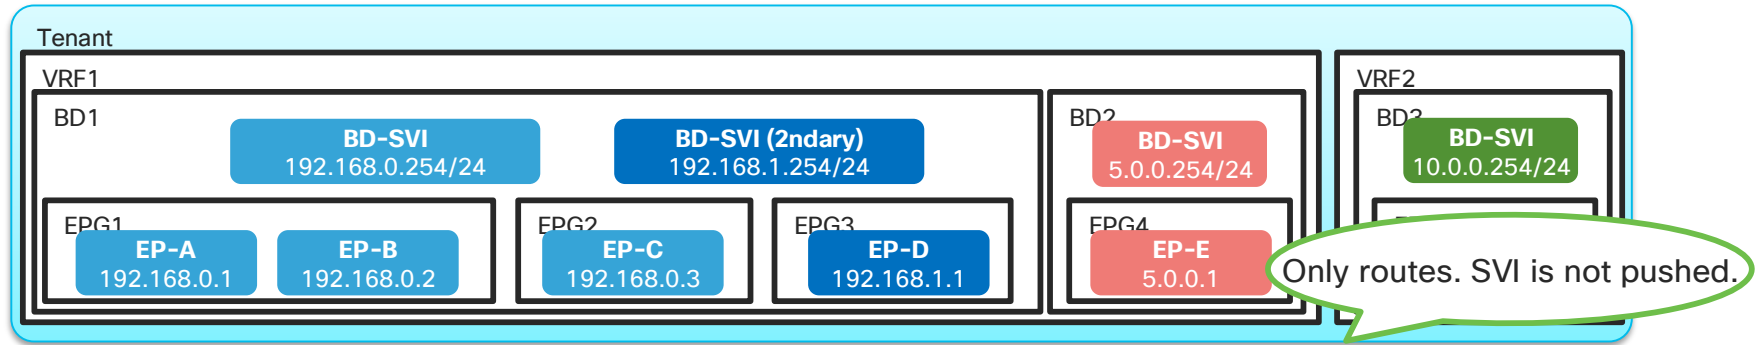 Tenant
VRF1
VRF2
BD1
BD2
BD3
BD-SVI
192.168.0.254/24
BD-SVI (2ndary)
192.168.1.254/24
BD-SVI
5.0.0.254/24
BD-SVI
10.0.0.254/24
EPG1
EPG2
EPG3
EPG4
EP-A
192.168.0.1
EP-B
192.168.0.2
EP-C
192.168.0.3
EP-D
192.168.1.1
EP-E
5.0.0.1
Only routes. SVI is not pushed.